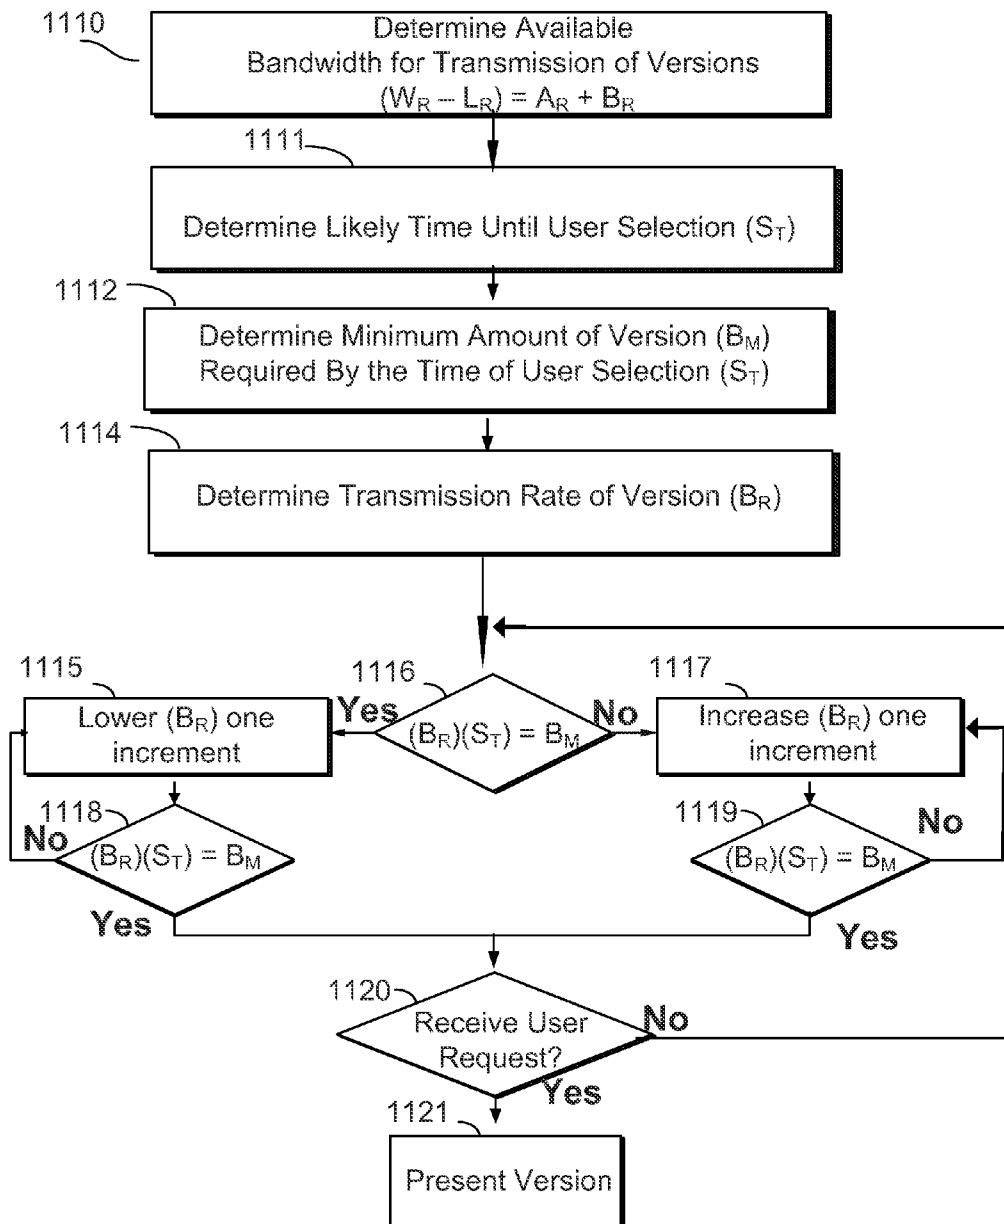 1110
Determine Available
Bandwidth for Transmission of Versions
(W_R – L_R) = A_R + B_R
1111
Determine Likely Time Until User Selection (S_T)
1112
Determine Minimum Amount of Version (B_M)
Required By the Time of User Selection (S_T)
1114
Determine Transmission Rate of Version (B_R)
1115
Lower (B_R) one
increment
1116
Yes
(B_R)(S_T) = B_M
No
1117
Increase (B_R) one
increment
1118
No
(B_R)(S_T) = B_M
Yes
1119
No
(B_R)(S_T) = B_M
Yes
1120
Receive User
Request?
No
Yes
1121
Present Version